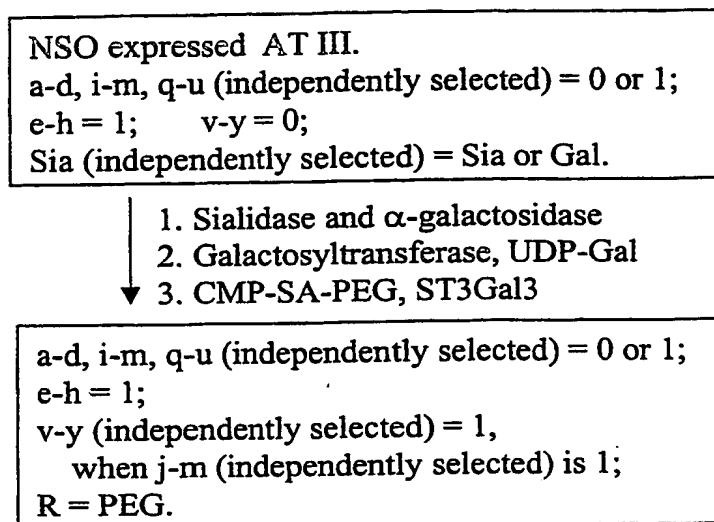 NSO expressed AT III.
a-d, i-m, q-u (independently selected) = 0 or 1;
e-h = 1; v-y = 0;
Sia (independently selected) = Sia or Gal.
1. Sialidase and α-galactosidase
2. Galactosyltransferase, UDP-Gal
3. CMP-SA-PEG, ST3Gal3
a-d, i-m, q-u (independently selected) = 0 or 1;
e-h = 1;
v-y (independently selected) = 1,
when j-m (independently selected) is 1;
R = PEG.